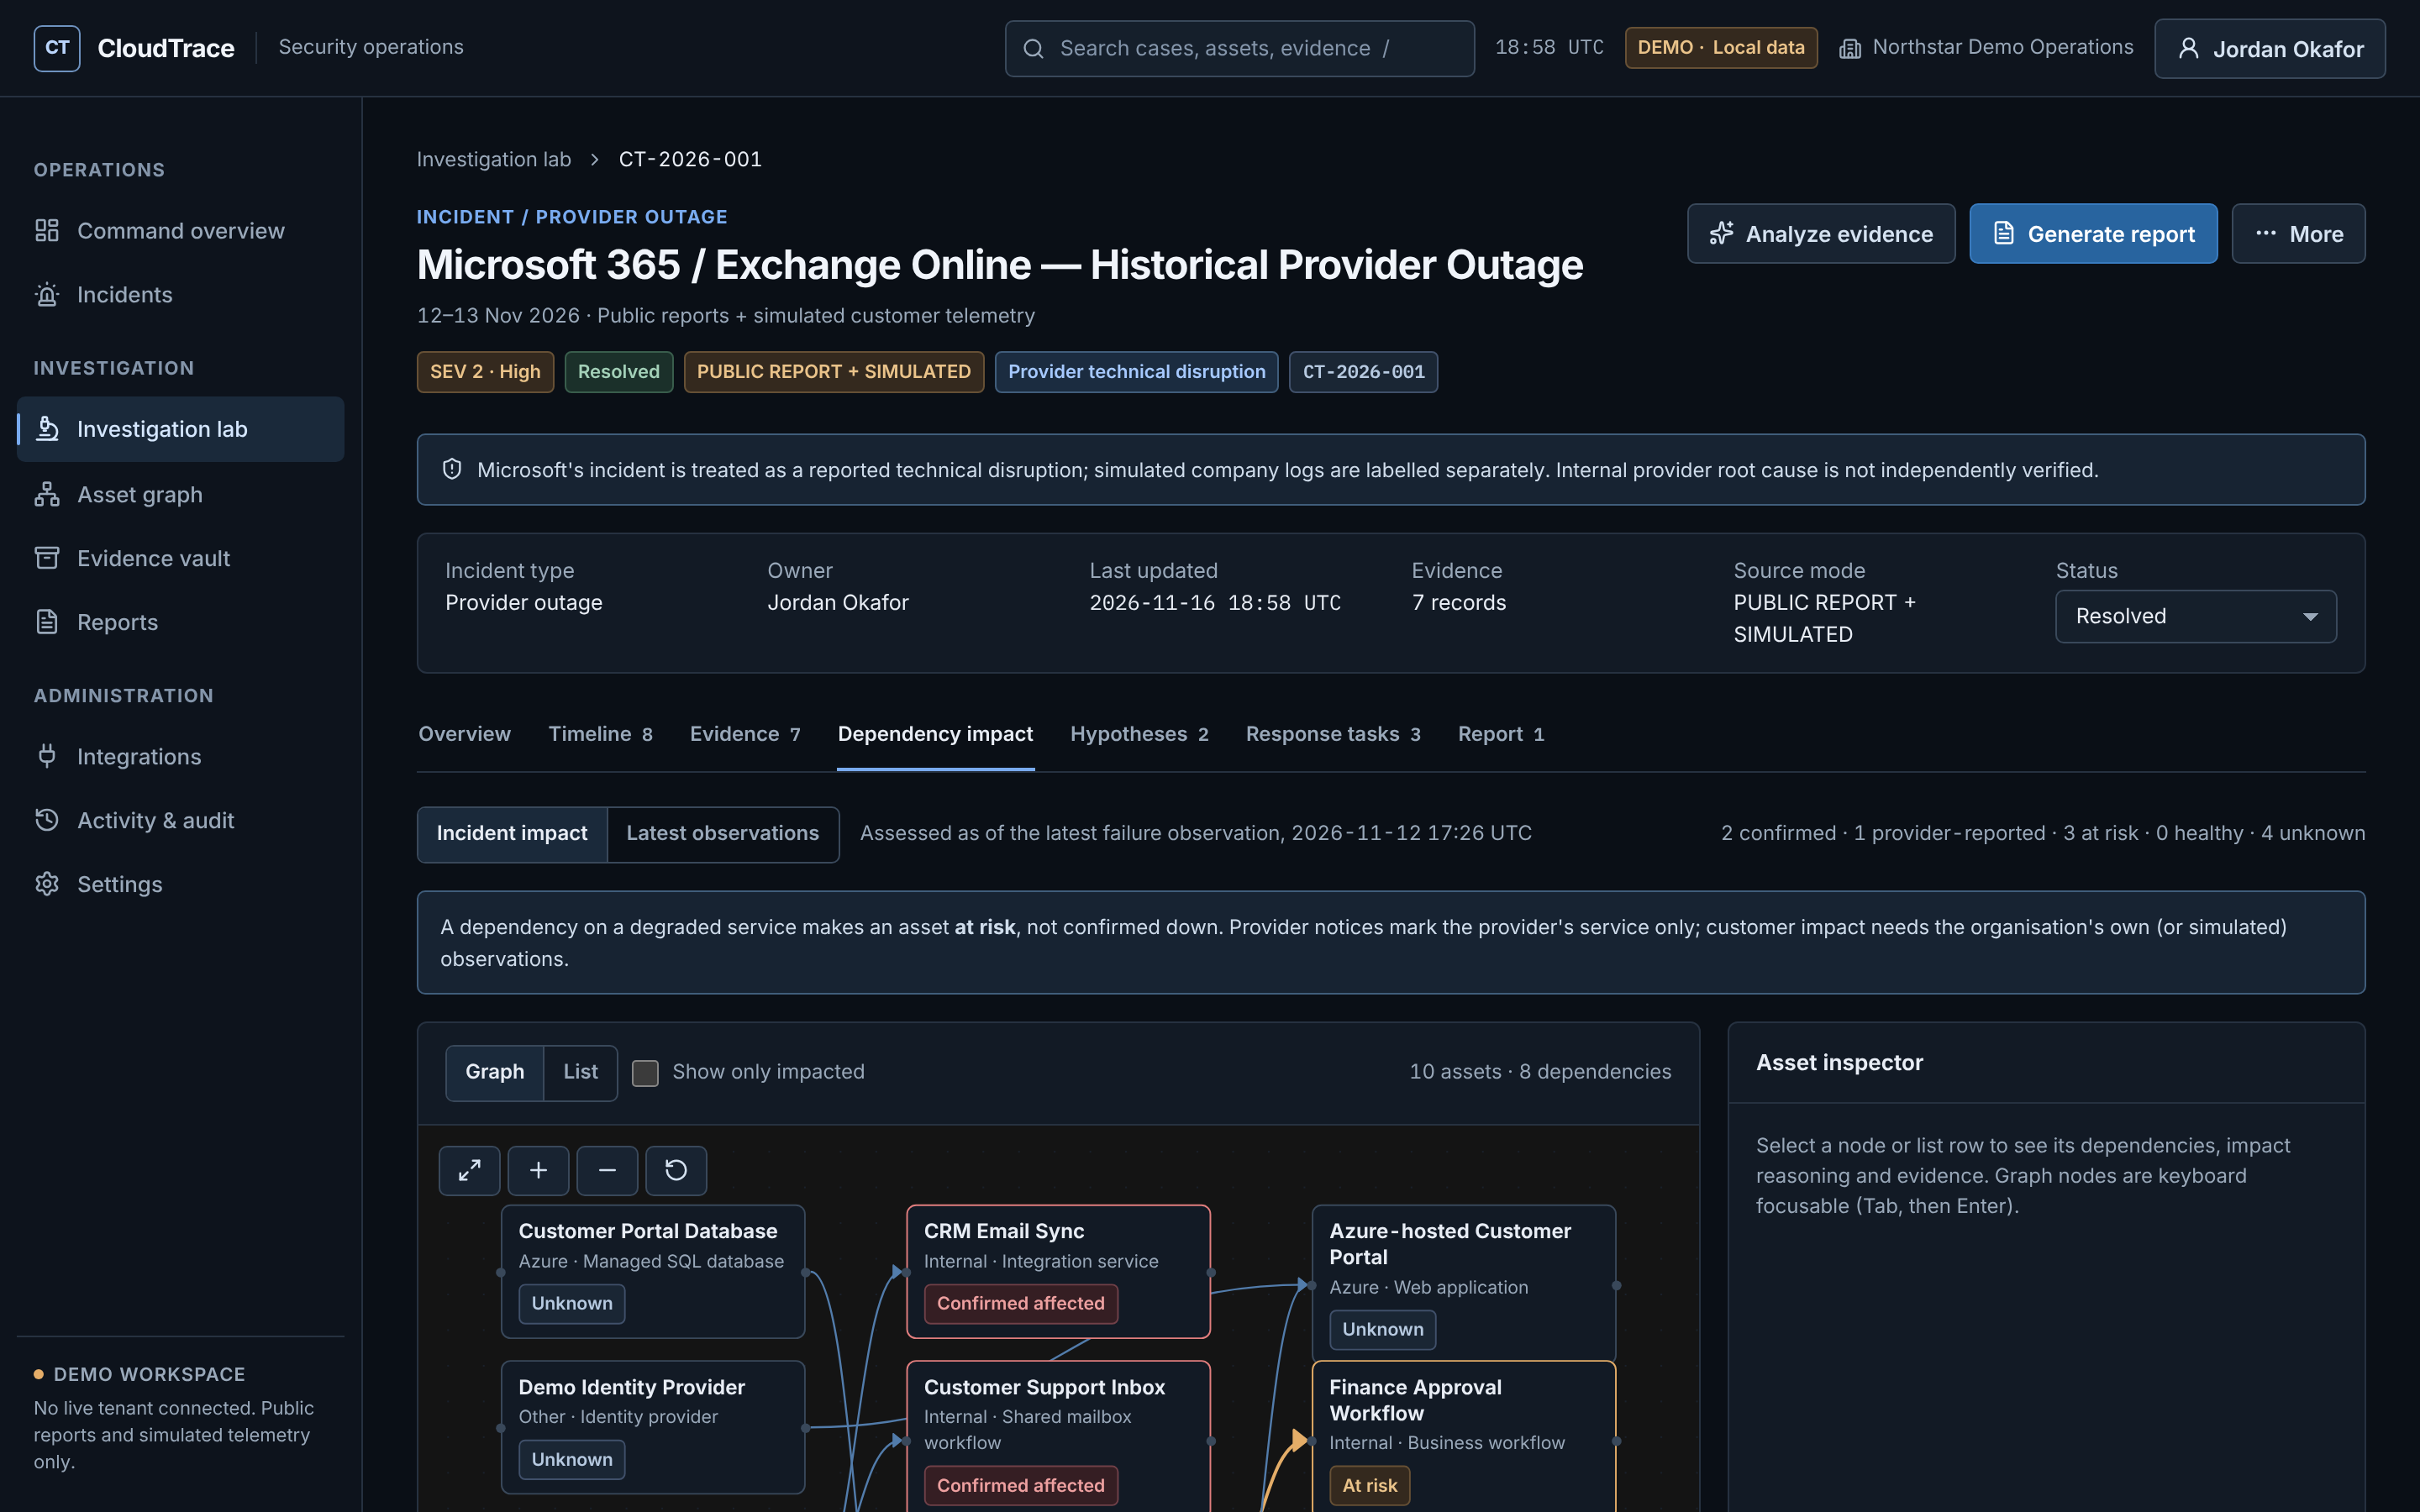 CT
CloudTrace
Security operations
Search cases, assets, evidence /
18:58 UTC
DEMO · Local data
Northstar Demo Operations
Jordan Okafor
OPERATIONS
Command overview
Incidents
INVESTIGATION
Investigation lab
Asset graph
Evidence vault
Reports
ADMINISTRATION
Integrations
Activity & audit
Settings
DEMO WORKSPACE
No live tenant connected. Public
reports and simulated telemetry
only.
Investigation lab > CT-2026-001
INCIDENT / PROVIDER OUTAGE
Microsoft 365 / Exchange Online — Historical Provider Outage
12–13 Nov 2026 · Public reports + simulated customer telemetry
Analyze evidence
Generate report
··· More
SEV 2 · High
Resolved
PUBLIC REPORT + SIMULATED
Provider technical disruption
CT-2026-001
Microsoft's incident is treated as a reported technical disruption; simulated company logs are labelled separately. Internal provider root cause is not independently verified.
Incident type
Provider outage
Owner
Jordan Okafor
Last updated
2026-11-16 18:58 UTC
Evidence
7 records
Source mode
PUBLIC REPORT +
SIMULATED
Status
Resolved
Overview
Timeline 8
Evidence 7
Dependency impact
Hypotheses 2
Response tasks 3
Report 1
Incident impact
Latest observations
Assessed as of the latest failure observation, 2026-11-12 17:26 UTC
2 confirmed · 1 provider-reported · 3 at risk · 0 healthy · 4 unknown
A dependency on a degraded service makes an asset at risk, not confirmed down. Provider notices mark the provider's service only; customer impact needs the organisation's own (or simulated)
observations.
Graph
List
Show only impacted
10 assets · 8 dependencies
Customer Portal Database
Azure · Managed SQL database
Unknown
CRM Email Sync
Internal · Integration service
Confirmed affected
Azure-hosted Customer
Portal
Azure · Web application
Unknown
Demo Identity Provider
Other · Identity provider
Unknown
Customer Support Inbox
Internal · Shared mailbox
workflow
Confirmed affected
Finance Approval
Workflow
Internal · Business workflow
At risk
Asset inspector
Select a node or list row to see its dependencies, impact
reasoning and evidence. Graph nodes are keyboard
focusable (Tab, then Enter).